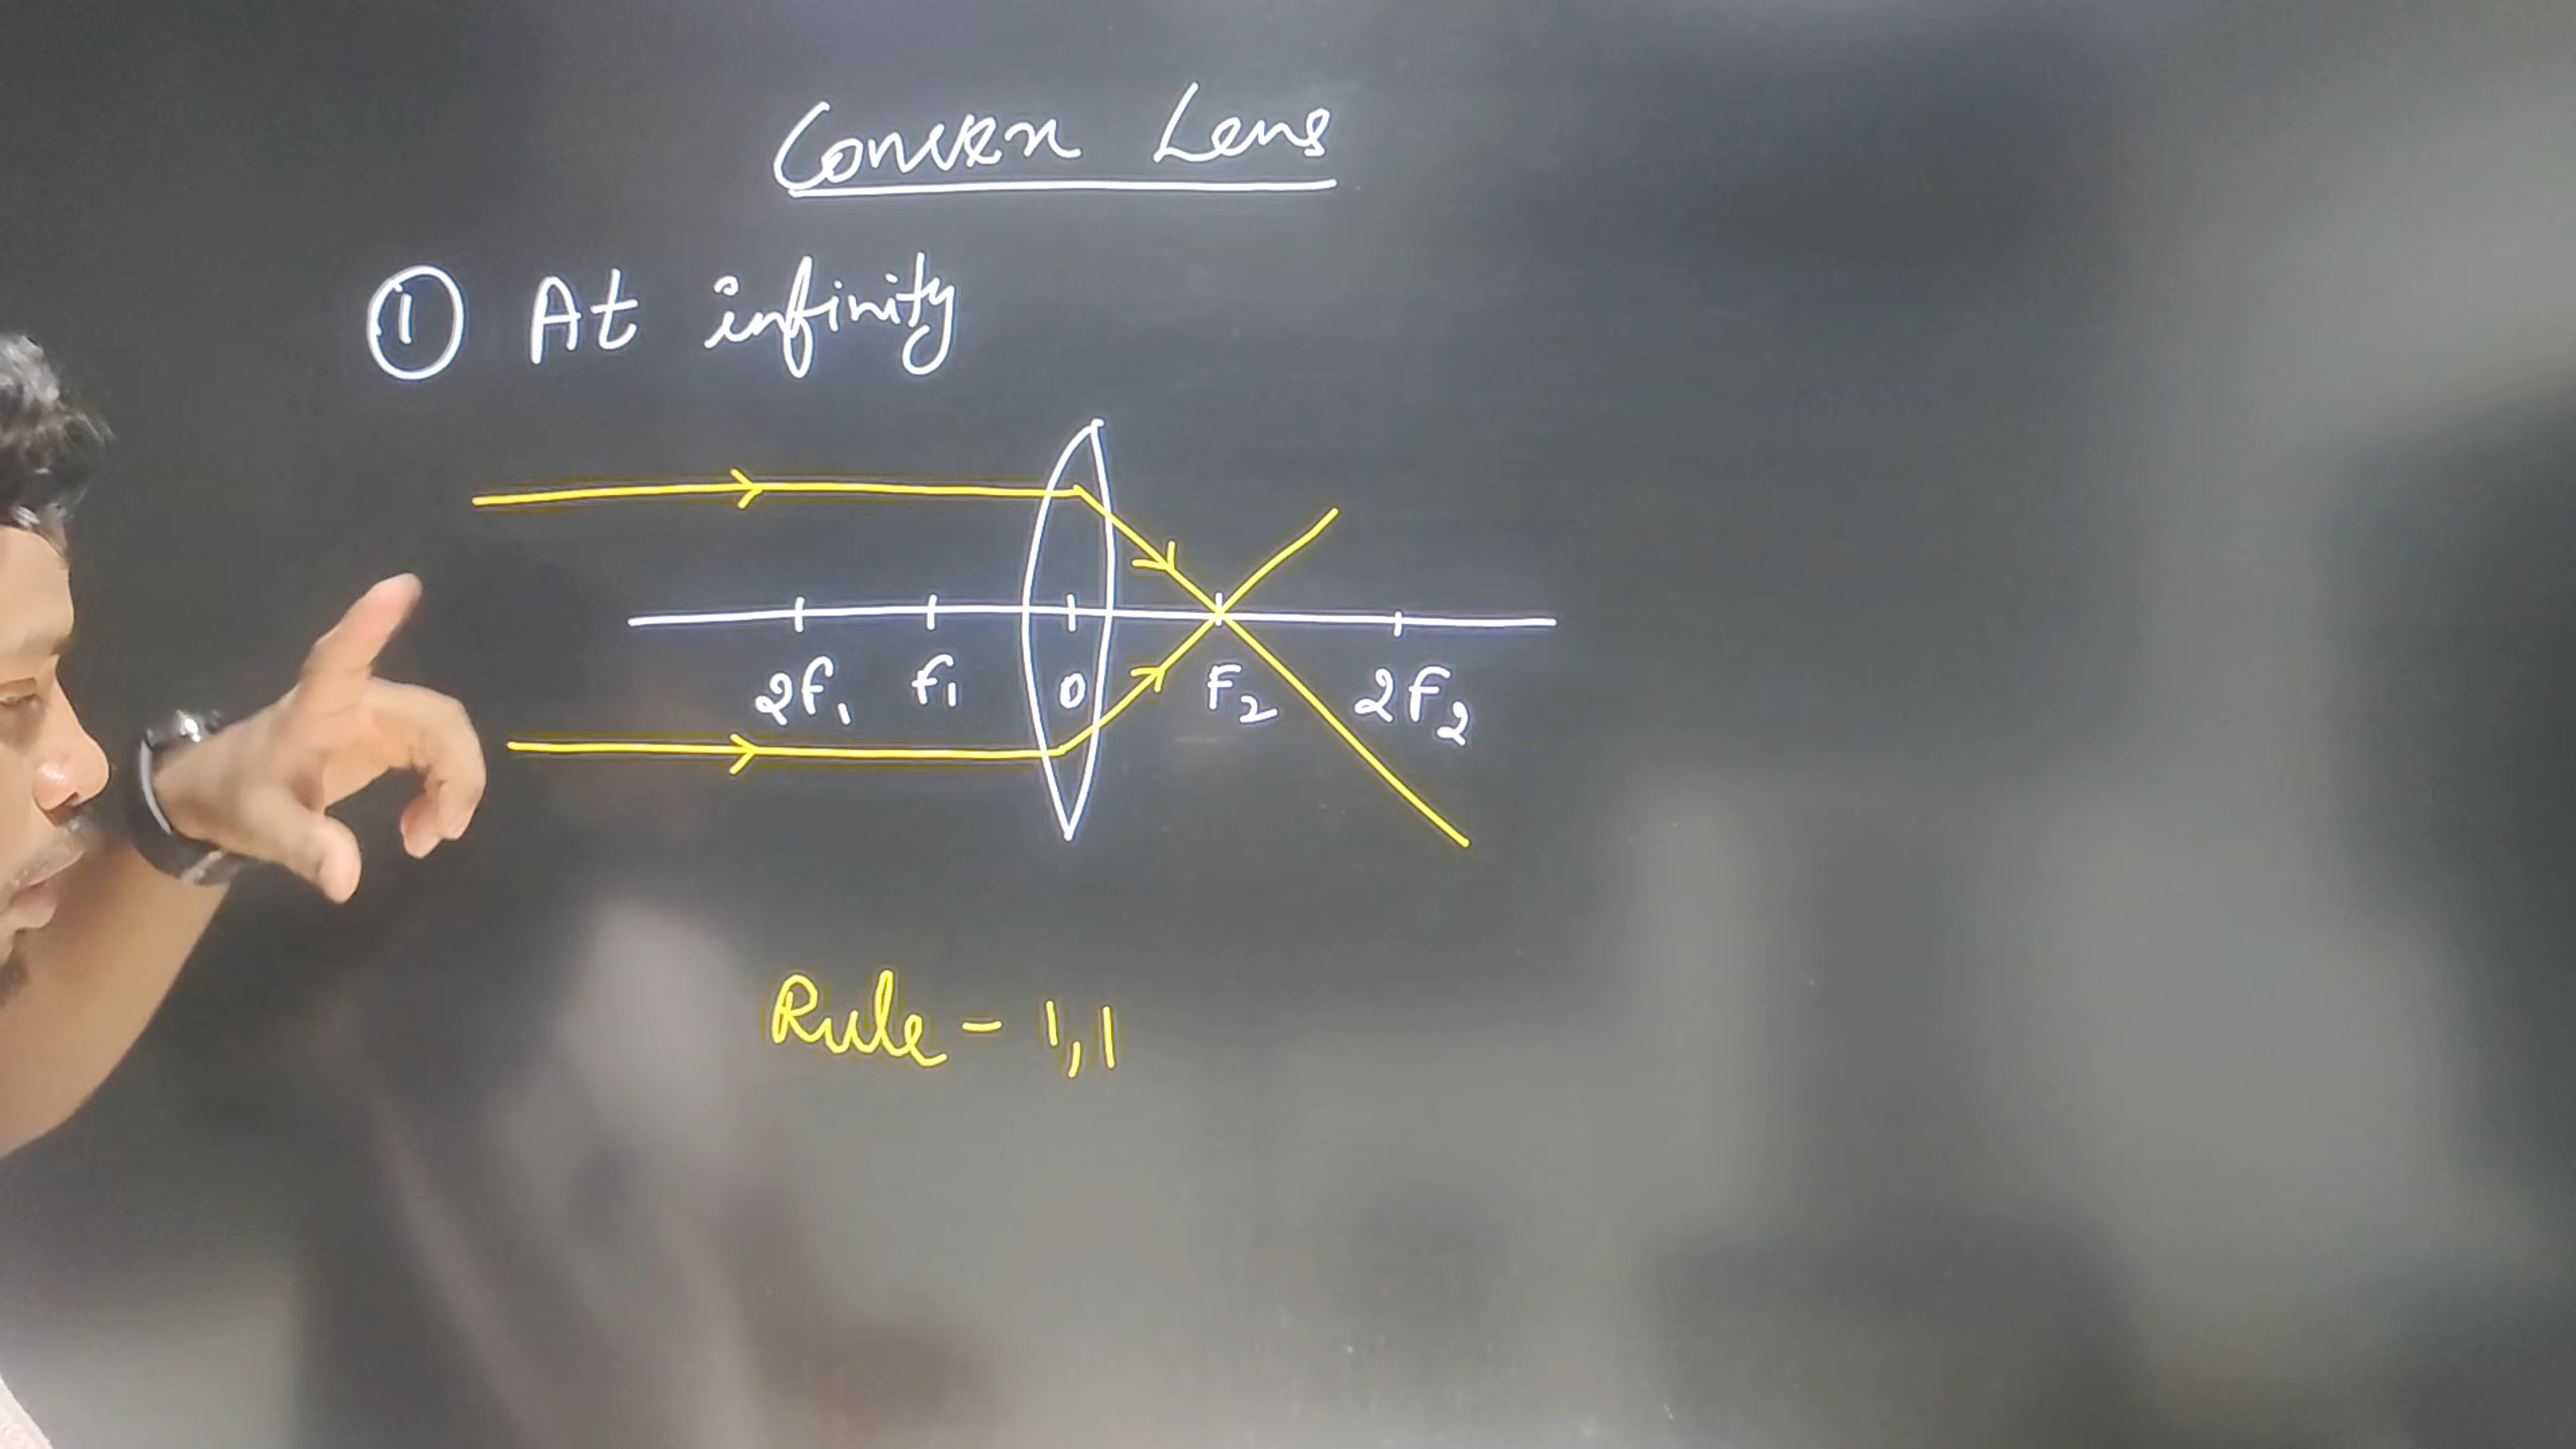 Convex Lens
① At infinity
2f₁ f₁ O F₂ 2F₂
Rule - 1,1